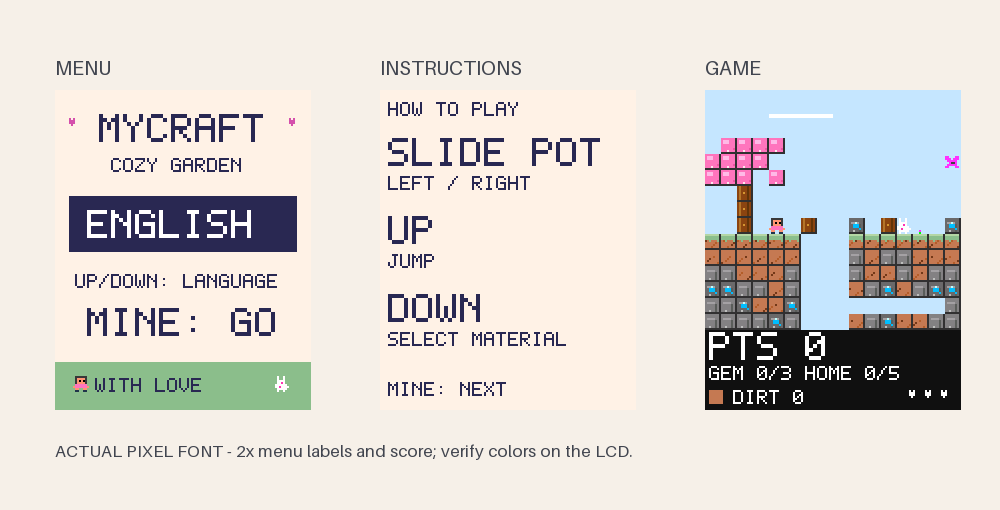 MENU
MYCRAFT
COZY GARDEN
ENGLISH
UP/DOWN: LANGUAGE
MINE: GO
WITH LOVE
INSTRUCTIONS
HOW TO PLAY
SLIDE POT
LEFT / RIGHT
UP
JUMP
DOWN
SELECT MATERIAL
MINE: NEXT
GAME
PTS 0
GEM 0/3 HOME 0/5
DIRT 0
ACTUAL PIXEL FONT - 2x menu labels and score; verify colors on the LCD.